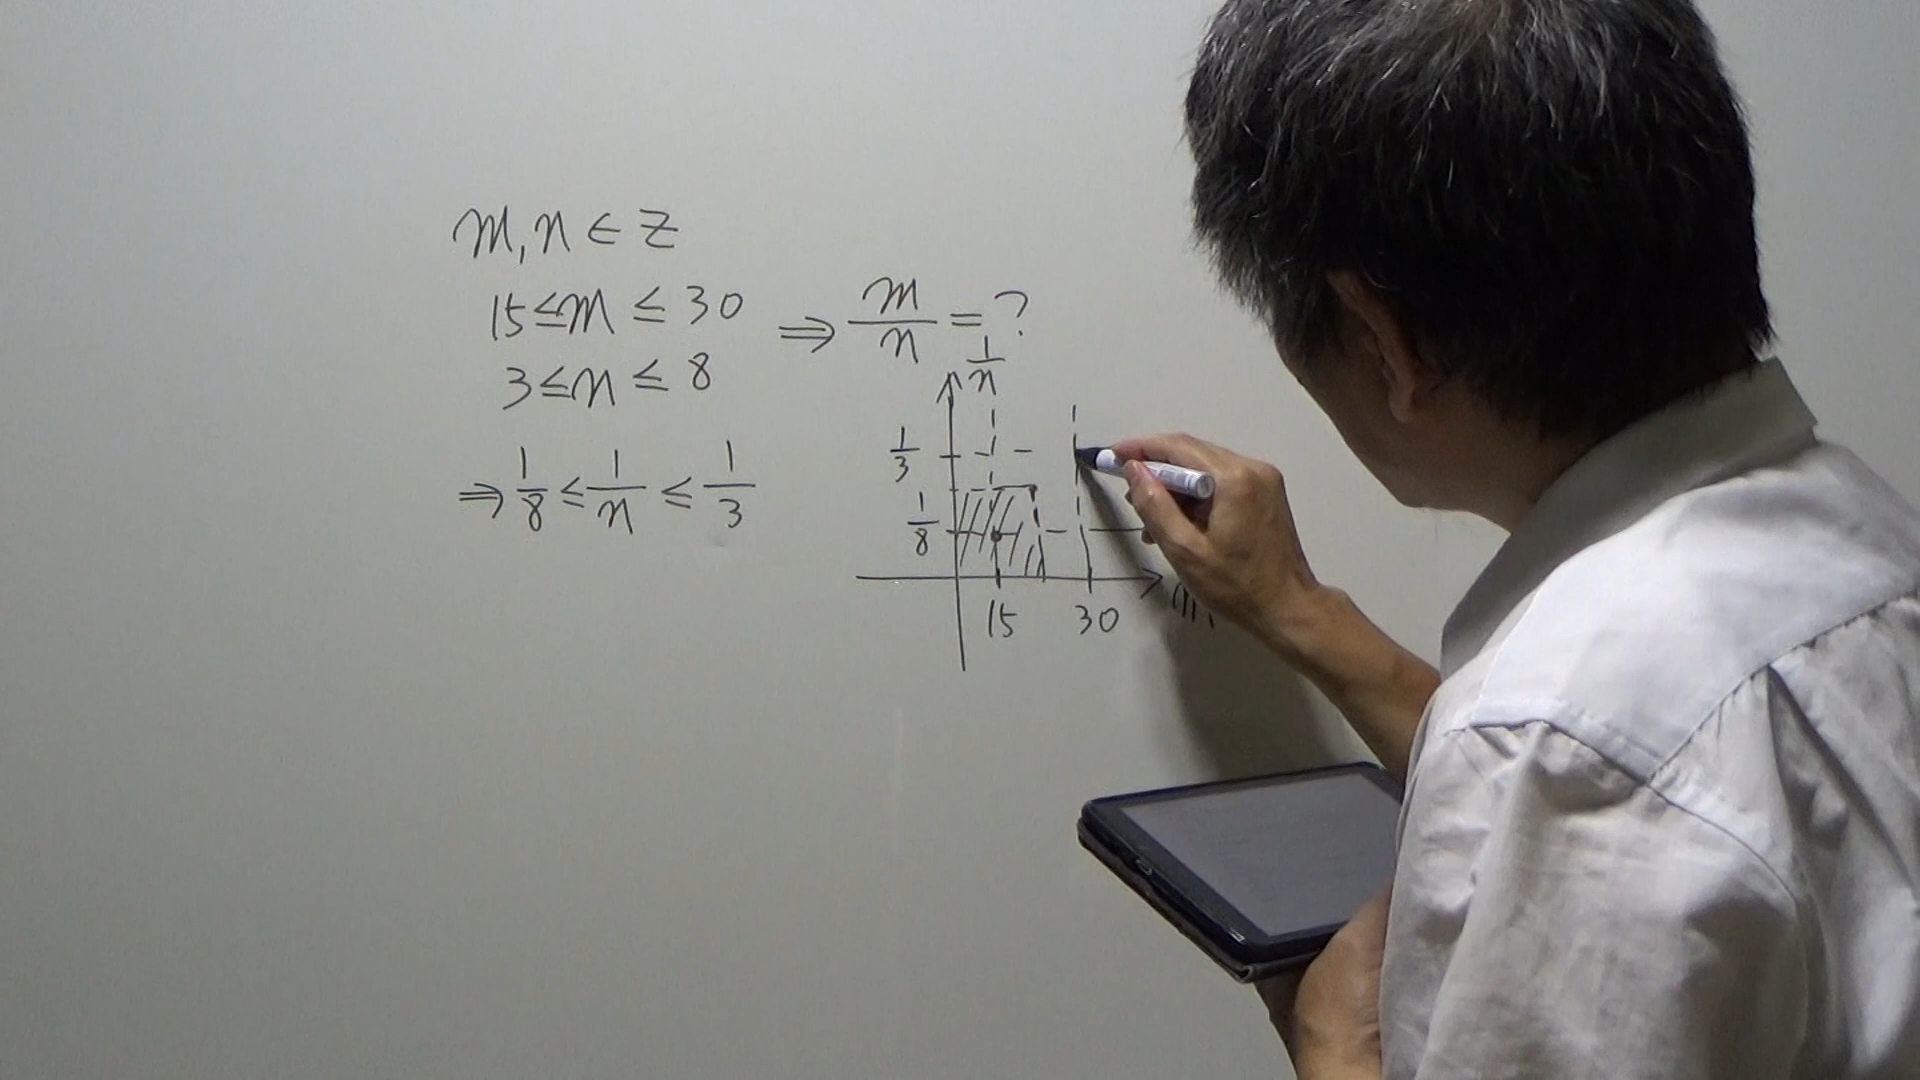 m, n ∈ Z
15 ≤ m ≤ 30
3 ≤ n ≤ 8
⇒ m/n = ?
⇒ 1/8 ≤ 1/n ≤ 1/3
1/n
1/3
1/8
15 30 m